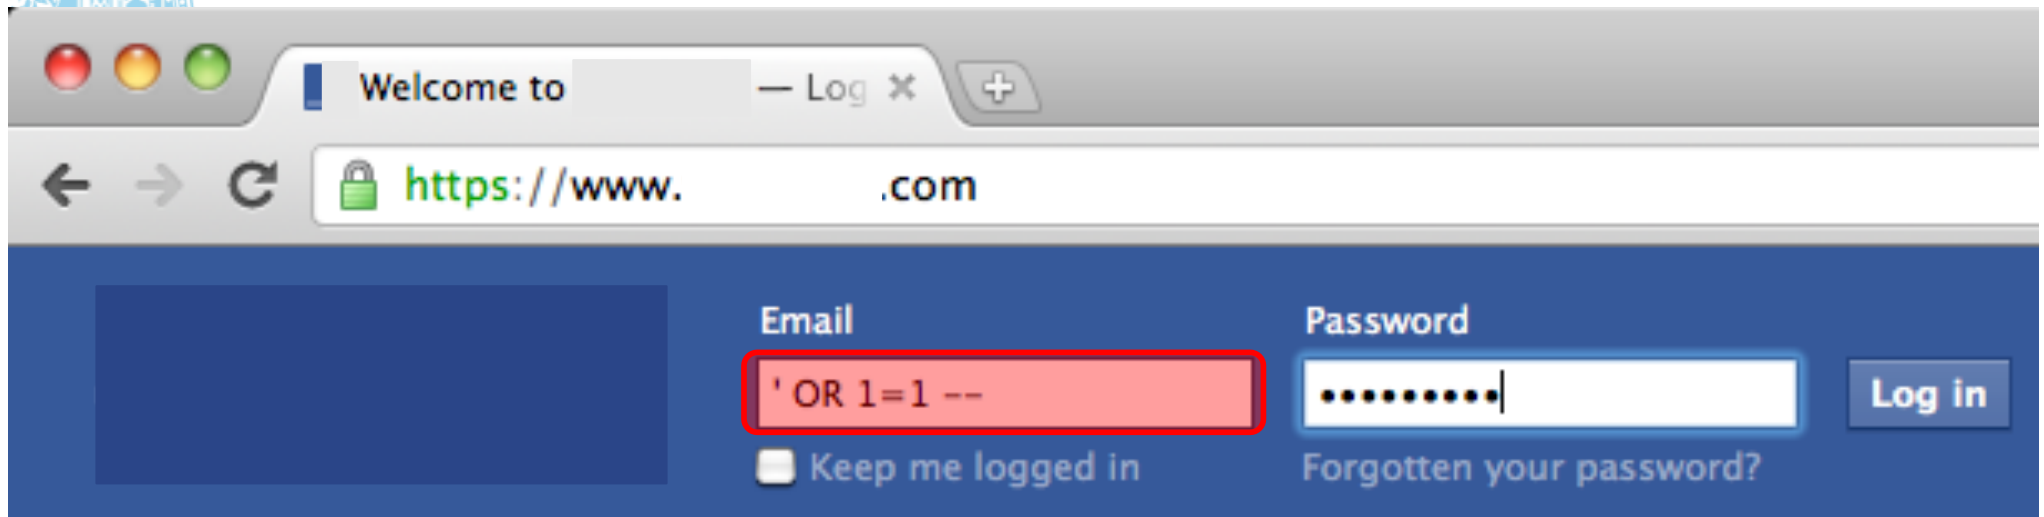 Welcome to — Log
https://www. .com
Email
Password
' OR 1=1 --
•••••••••
Log in
Keep me logged in
Forgotten your password?